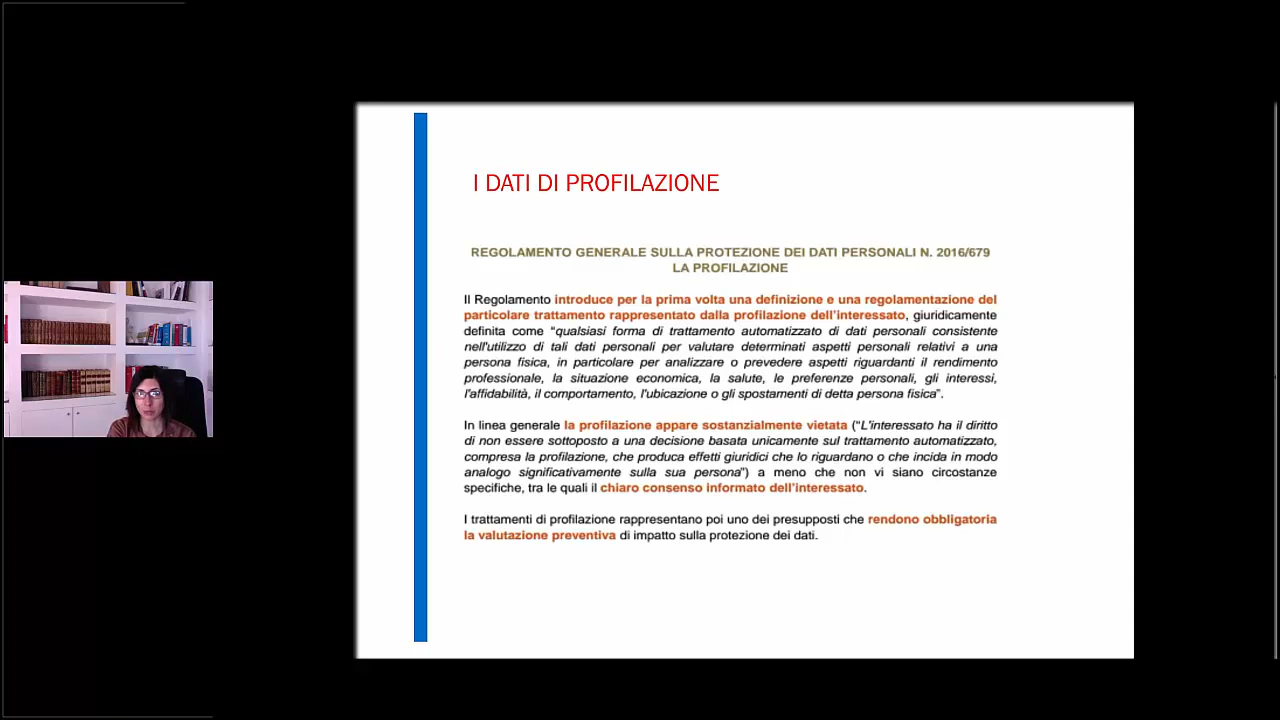 I DATI DI PROFILAZIONE
REGOLAMENTO GENERALE SULLA PROTEZIONE DEI DATI PERSONALI N. 2016/679
LA PROFILAZIONE
Il Regolamento introduce per la prima volta una definizione e una regolamentazione del
particolare trattamento rappresentato dalla profilazione dell'interessato, giuridicamente
definita come “qualsiasi forma di trattamento automatizzato di dati personali consistente
nell'utilizzo di tali dati personali per valutare determinati aspetti personali relativi a una
persona fisica, in particolare per analizzare o prevedere aspetti riguardanti il rendimento
professionale, la situazione economica, la salute, le preferenze personali, gli interessi,
l'affidabilità, il comportamento, l'ubicazione o gli spostamenti di detta persona fisica”.
In linea generale la profilazione appare sostanzialmente vietata (“L'interessato ha il diritto
di non essere sottoposto a una decisione basata unicamente sul trattamento automatizzato,
compresa la profilazione, che produca effetti giuridici che lo riguardano o che incida in modo
analogo significativamente sulla sua persona”) a meno che non vi siano circostanze
specifiche, tra le quali il chiaro consenso informato dell'interessato.
I trattamenti di profilazione rappresentano poi uno dei presupposti che rendono obbligatoria
la valutazione preventiva di impatto sulla protezione dei dati.